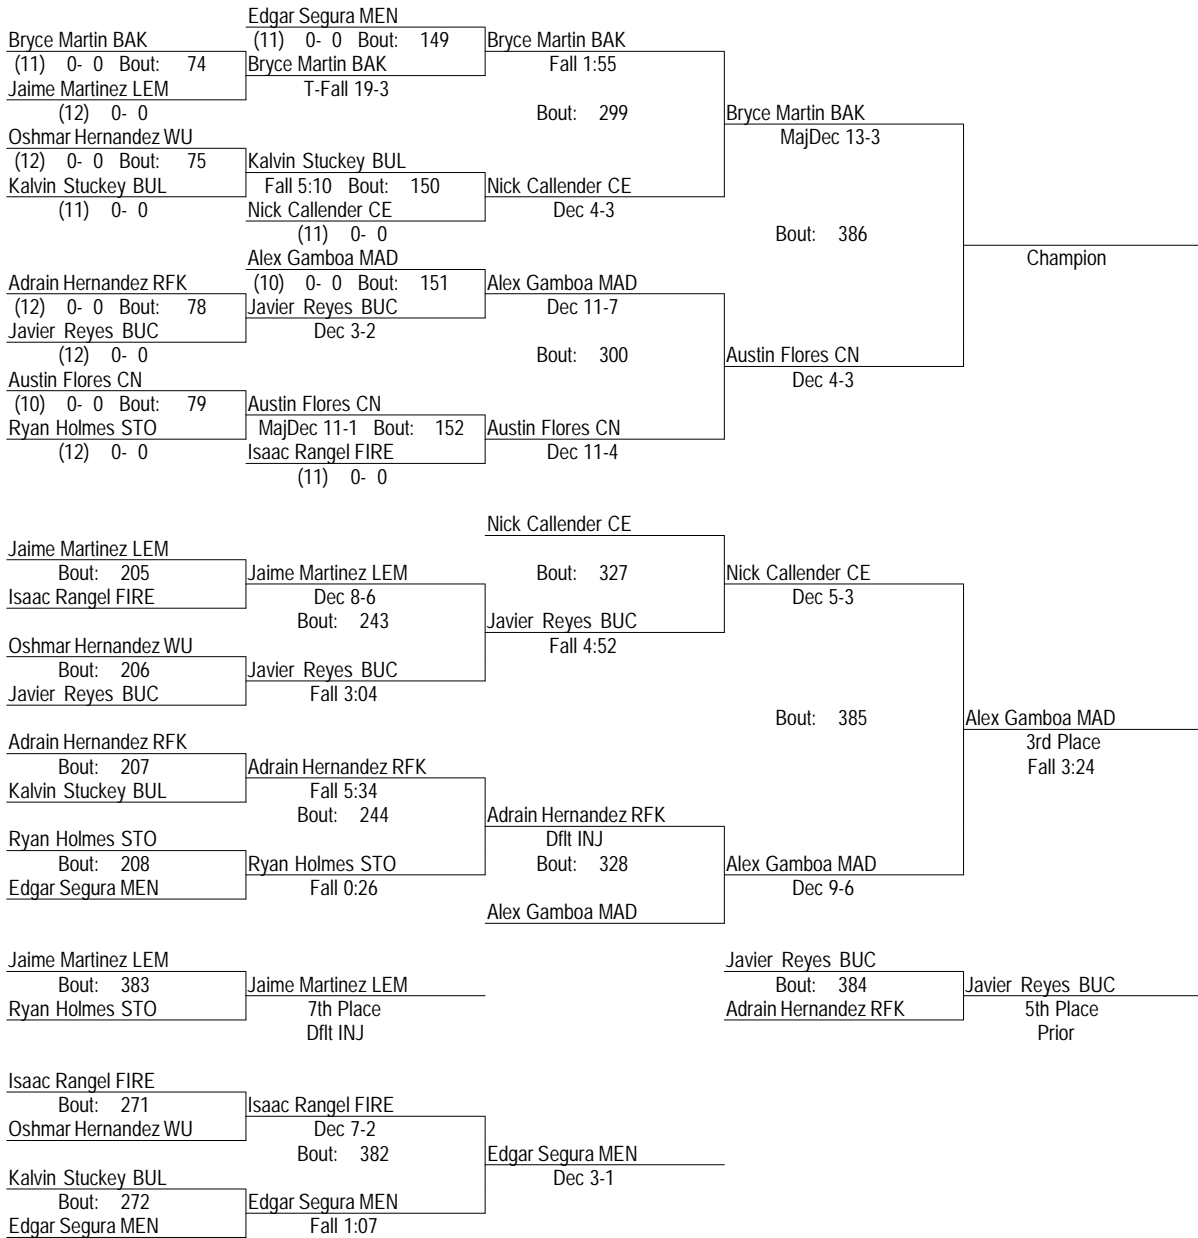 Edgar Segura MEN
Bryce Martin BAK (11) 0- 0 Bout: 149 Bryce Martin BAK
(11) 0- 0 Bout: 74 Bryce Martin BAK Fall 1:55
Jaime Martinez LEM T-Fall 19-3
(12) 0- 0 Bout: 299 Bryce Martin BAK
Oshmar Hernandez WU MajDec 13-3
(12) 0- 0 Bout: 75 Kalvin Stuckey BUL
Kalvin Stuckey BUL Fall 5:10 Bout: 150 Nick Callender CE
(11) 0- 0 Nick Callender CE Dec 4-3
(11) 0- 0 Bout: 386
Alex Gamboa MAD Champion
Adrain Hernandez RFK (10) 0- 0 Bout: 151 Alex Gamboa MAD
(12) 0- 0 Bout: 78 Javier Reyes BUC Dec 11-7
Javier Reyes BUC Dec 3-2
(12) 0- 0 Bout: 300 Austin Flores CN
Austin Flores CN Dec 4-3
(10) 0- 0 Bout: 79 Austin Flores CN
Ryan Holmes STO MajDec 11-1 Bout: 152 Austin Flores CN
(12) 0- 0 Isaac Rangel FIRE Dec 11-4
(11) 0- 0
Nick Callender CE
Jaime Martinez LEM
Bout: 205 Jaime Martinez LEM Bout: 327 Nick Callender CE
Isaac Rangel FIRE Dec 8-6 Dec 5-3
Bout: 243 Javier Reyes BUC
Oshmar Hernandez WU Fall 4:52
Bout: 206 Javier Reyes BUC
Javier Reyes BUC Fall 3:04
Bout: 385 Alex Gamboa MAD
Adrain Hernandez RFK 3rd Place
Bout: 207 Adrain Hernandez RFK Fall 3:24
Kalvin Stuckey BUL Fall 5:34
Bout: 244 Adrain Hernandez RFK
Ryan Holmes STO Dflt INJ
Bout: 208 Ryan Holmes STO Bout: 328 Alex Gamboa MAD
Edgar Segura MEN Fall 0:26 Dec 9-6
Alex Gamboa MAD
Jaime Martinez LEM Javier Reyes BUC
Bout: 383 Jaime Martinez LEM Bout: 384 Javier Reyes BUC
Ryan Holmes STO 7th Place Adrain Hernandez RFK 5th Place
Dflt INJ Prior
Isaac Rangel FIRE
Bout: 271 Isaac Rangel FIRE
Oshmar Hernandez WU Dec 7-2
Bout: 382 Edgar Segura MEN
Kalvin Stuckey BUL Dec 3-1
Bout: 272 Edgar Segura MEN
Edgar Segura MEN Fall 1:07